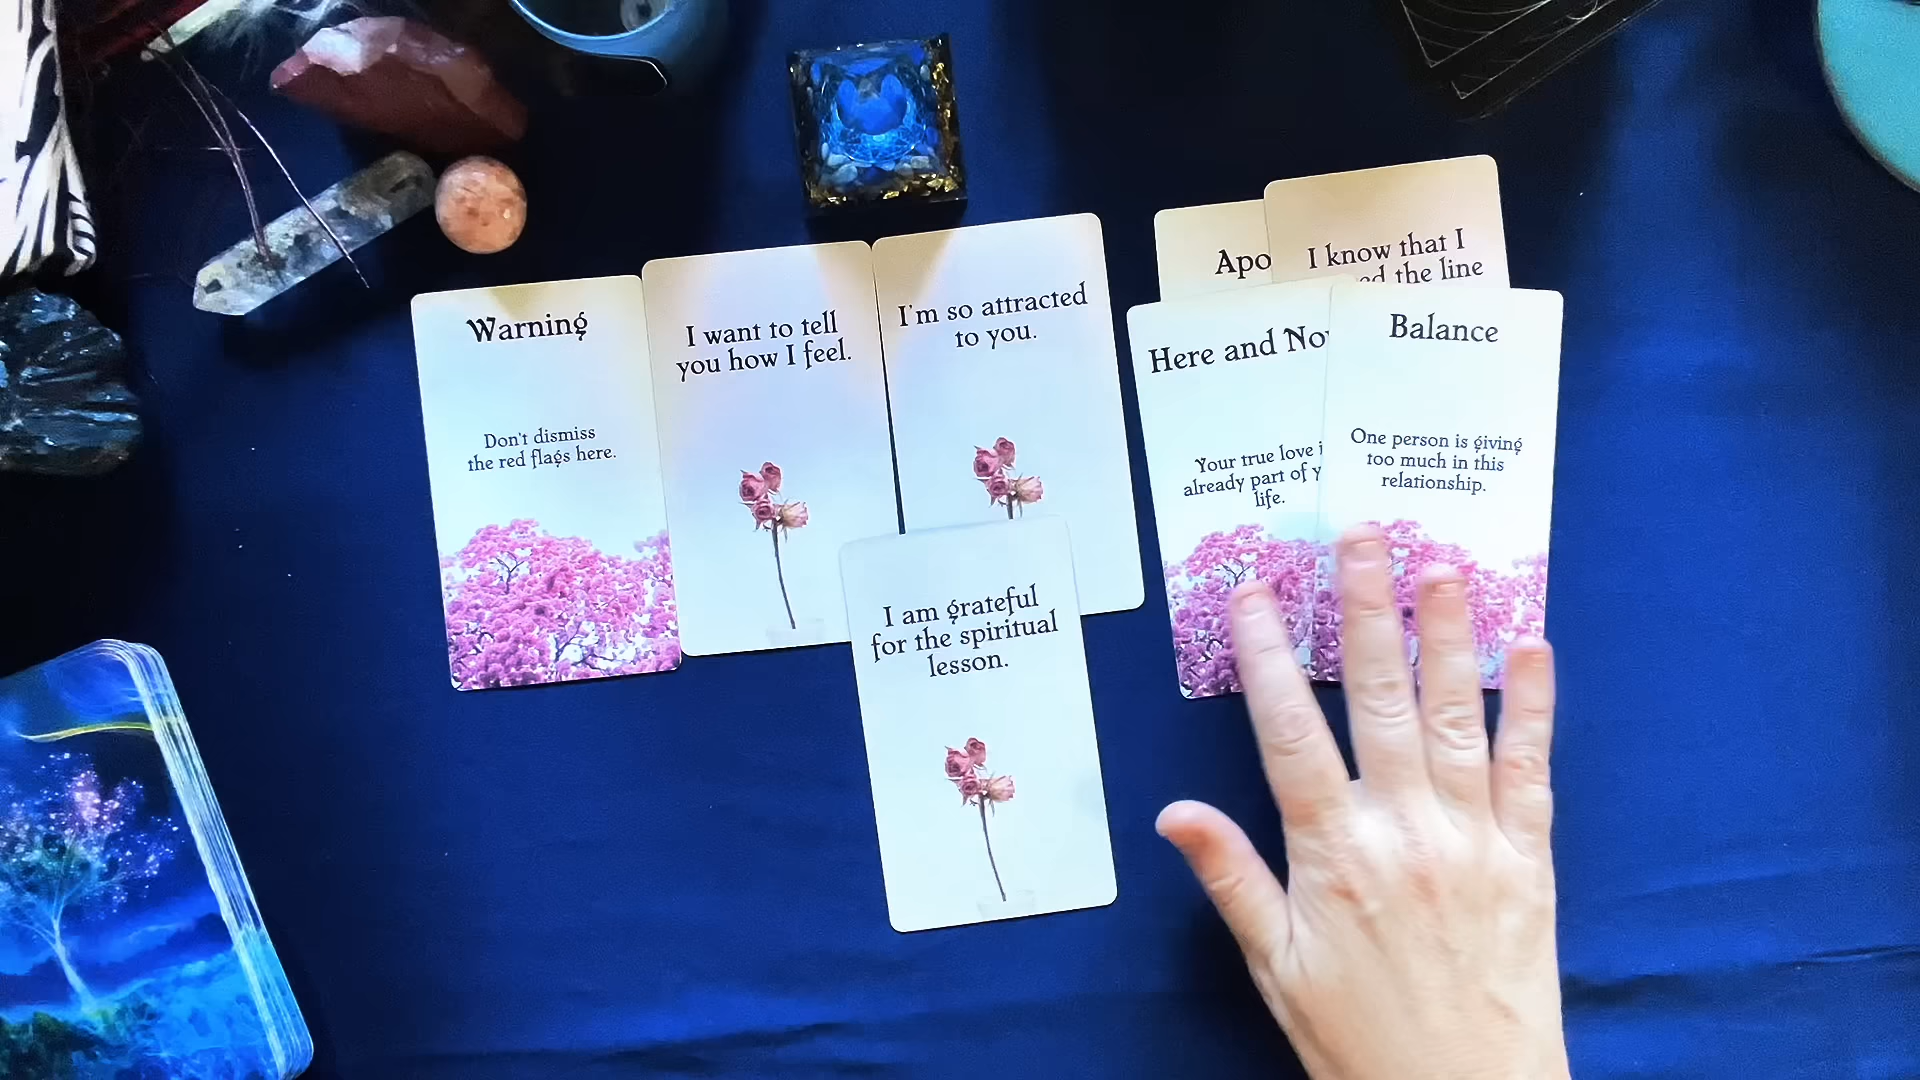 Warning
Don't dismiss
the red flags here.
I want to tell
you how I feel.
I'm so attracted
to you.
I am grateful
for the spiritual
lesson.
Apo
I know that I
the line
Here and No
Your true love
already part of y
life.
Balance
One person is giving
too much in this
relationship.